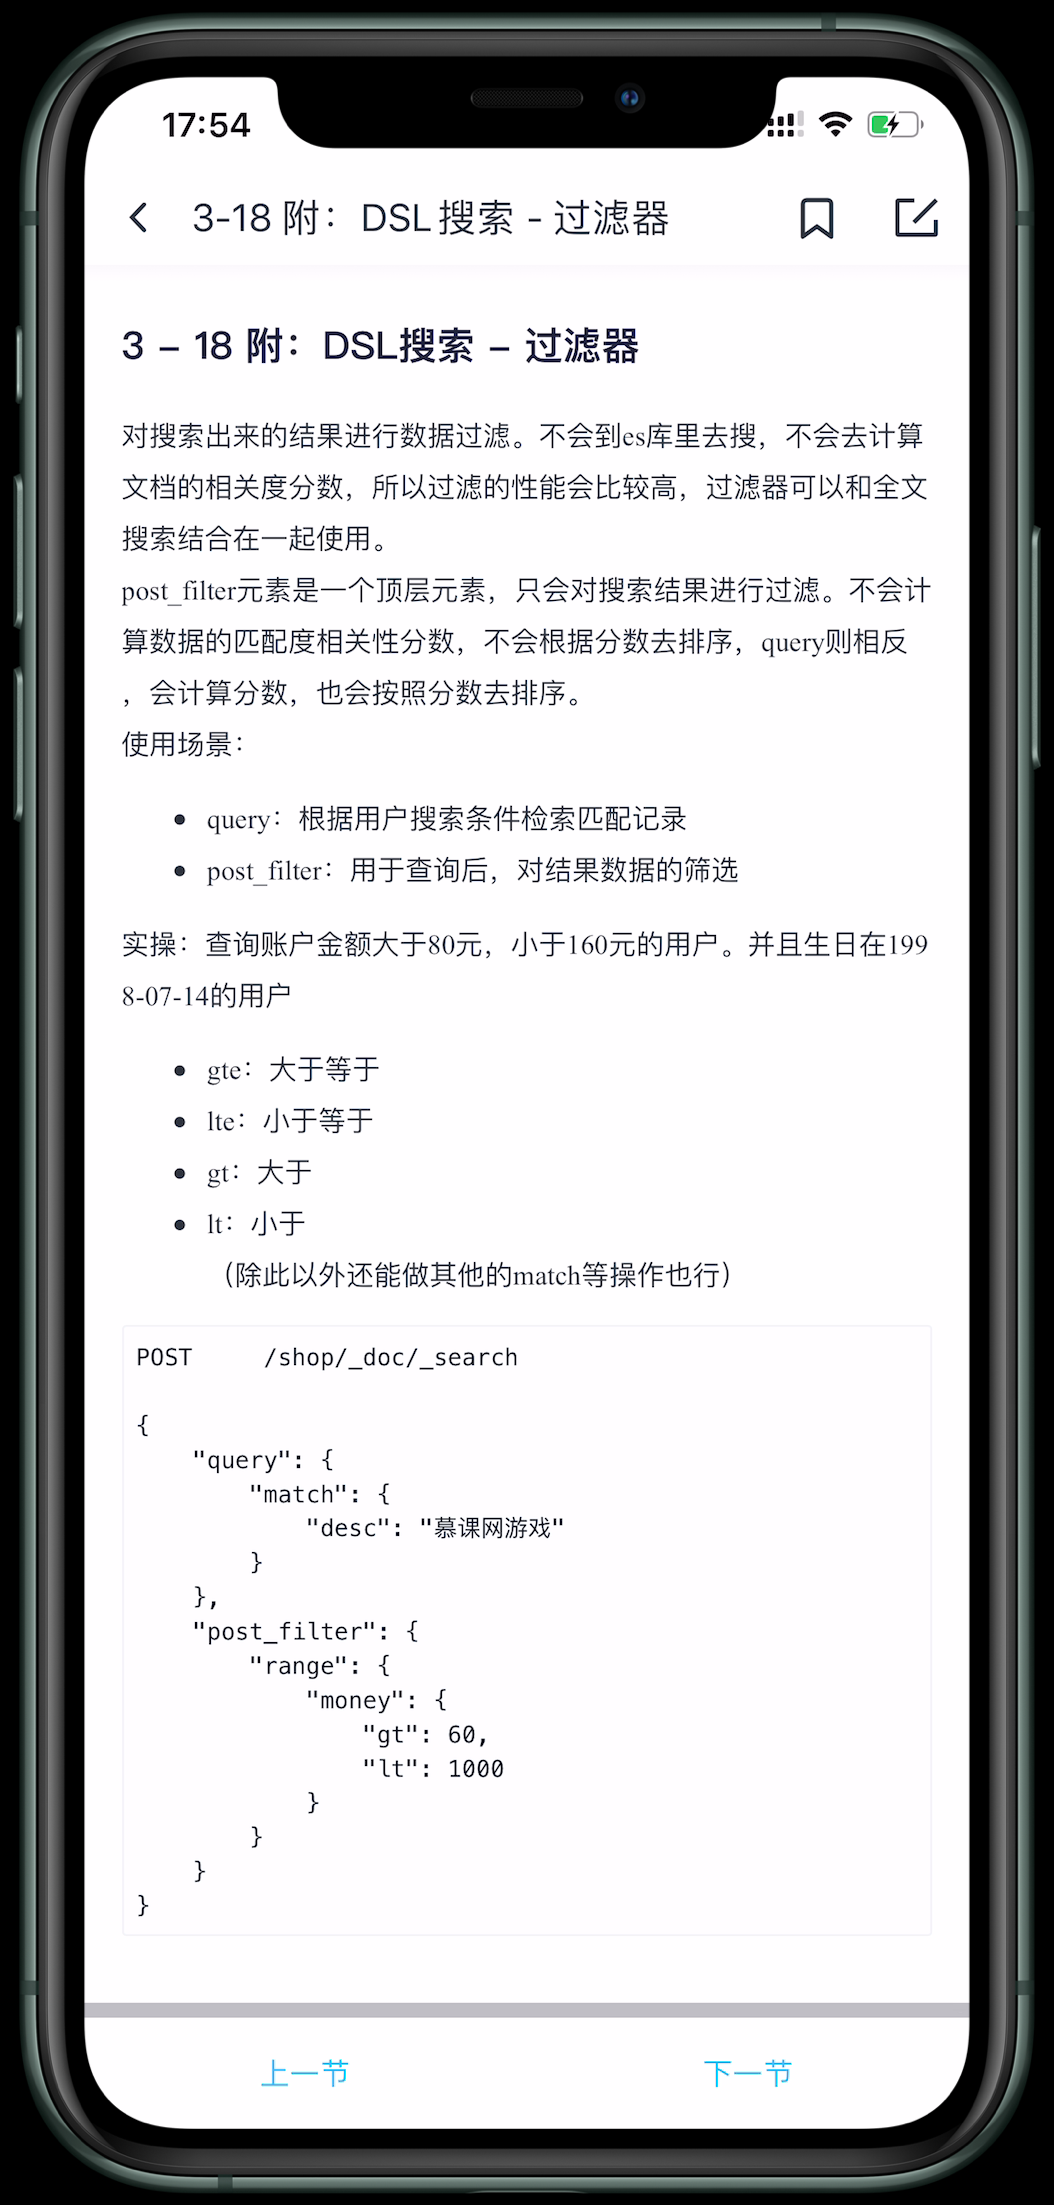 17:54
3-18 附：DSL 搜索 - 过滤器
3 – 18 附：DSL搜索 – 过滤器
对搜索出来的结果进行数据过滤。不会到es库里去搜，不会去计算
文档的相关度分数，所以过滤的性能会比较高，过滤器可以和全文
搜索结合在一起使用。
post_filter元素是一个顶层元素，只会对搜索结果进行过滤。不会计
算数据的匹配度相关性分数，不会根据分数去排序，query则相反
，会计算分数，也会按照分数去排序。
使用场景：
• query：根据用户搜索条件检索匹配记录
• post_filter：用于查询后，对结果数据的筛选
实操：查询账户金额大于80元，小于160元的用户。并且生日在199
8-07-14的用户
• gte：大于等于
• lte：小于等于
• gt：大于
• lt：小于
（除此以外还能做其他的match等操作也行）
POST     /shop/_doc/_search
{
    "query": {
        "match": {
            "desc": "慕课网游戏"
        }
    },
    "post_filter": {
        "range": {
            "money": {
                "gt": 60,
                "lt": 1000
            }
        }
    }
}
上一节 下一节